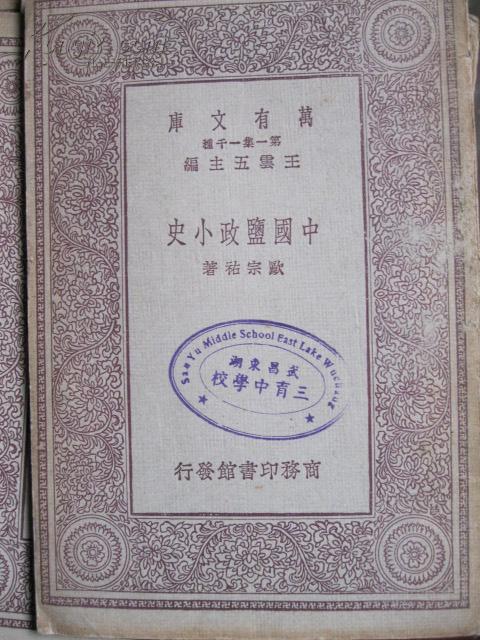 萬有文庫
第一集一千種
王雲五主編
中國鹽政小史
歐宗祐著
San Yu Middle School East Lake Wuchang
武昌東湖
三育中學校
商務印書館發行